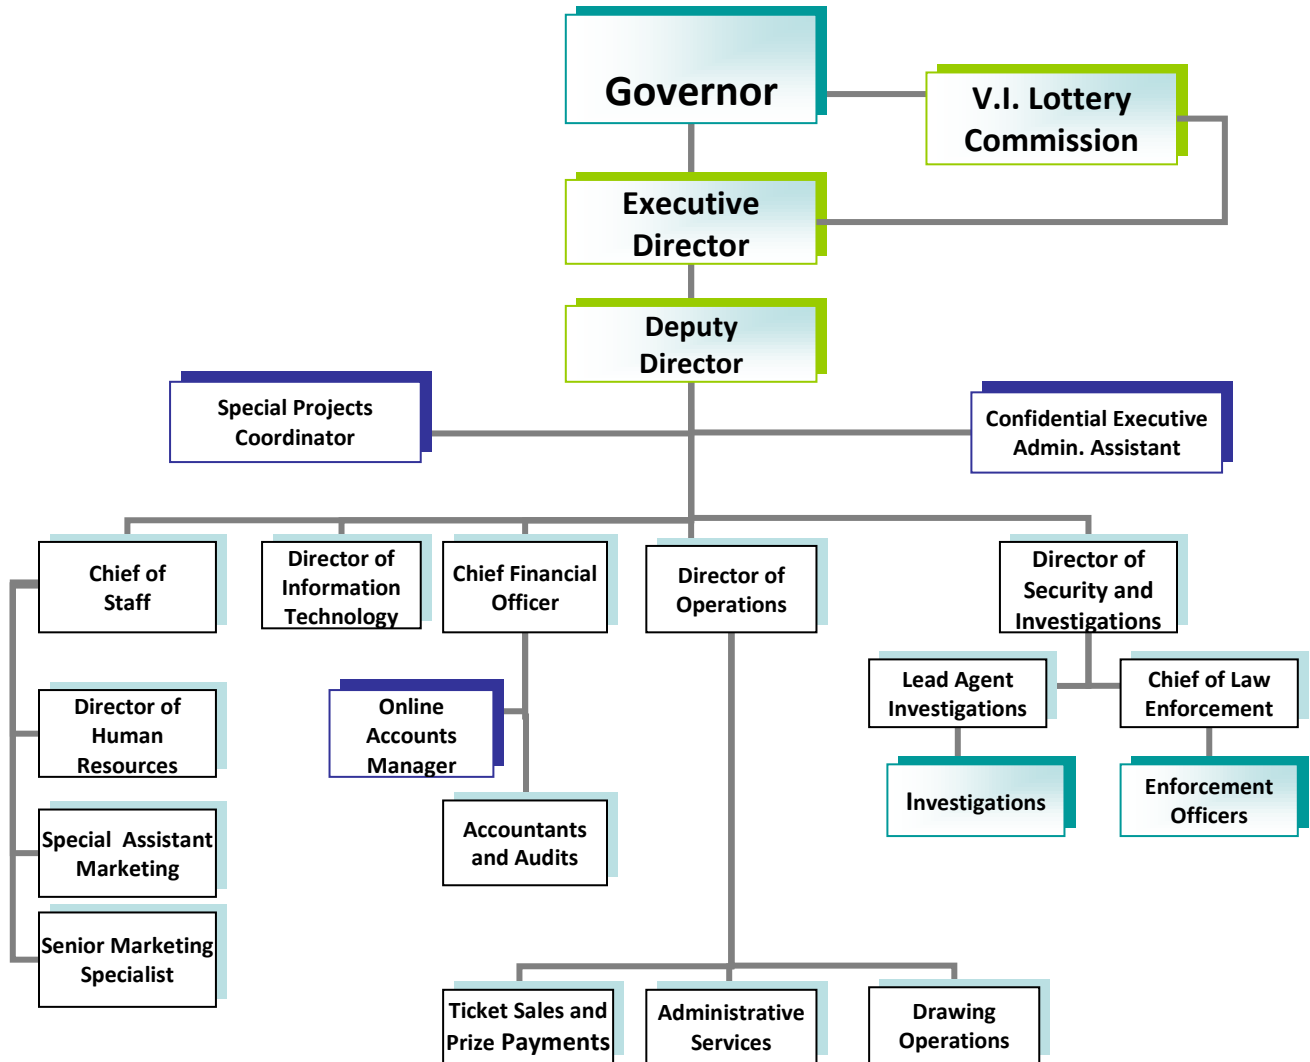 Governor
V.I. Lottery
Commission
Executive
Director
Deputy
Director
Special Projects
Coordinator
Confidential Executive
Admin. Assistant
Chief of
Staff
Director of
Information
Technology
Chief Financial
Officer
Director of
Operations
Director of
Security and
Investigations
Director of
Human
Resources
Online
Accounts
Manager
Lead Agent
Investigations
Chief of Law
Enforcement
Investigations
Enforcement
Officers
Special Assistant
Marketing
Accountants
and Audits
Senior Marketing
Specialist
Ticket Sales and
Prize Payments
Administrative
Services
Drawing
Operations